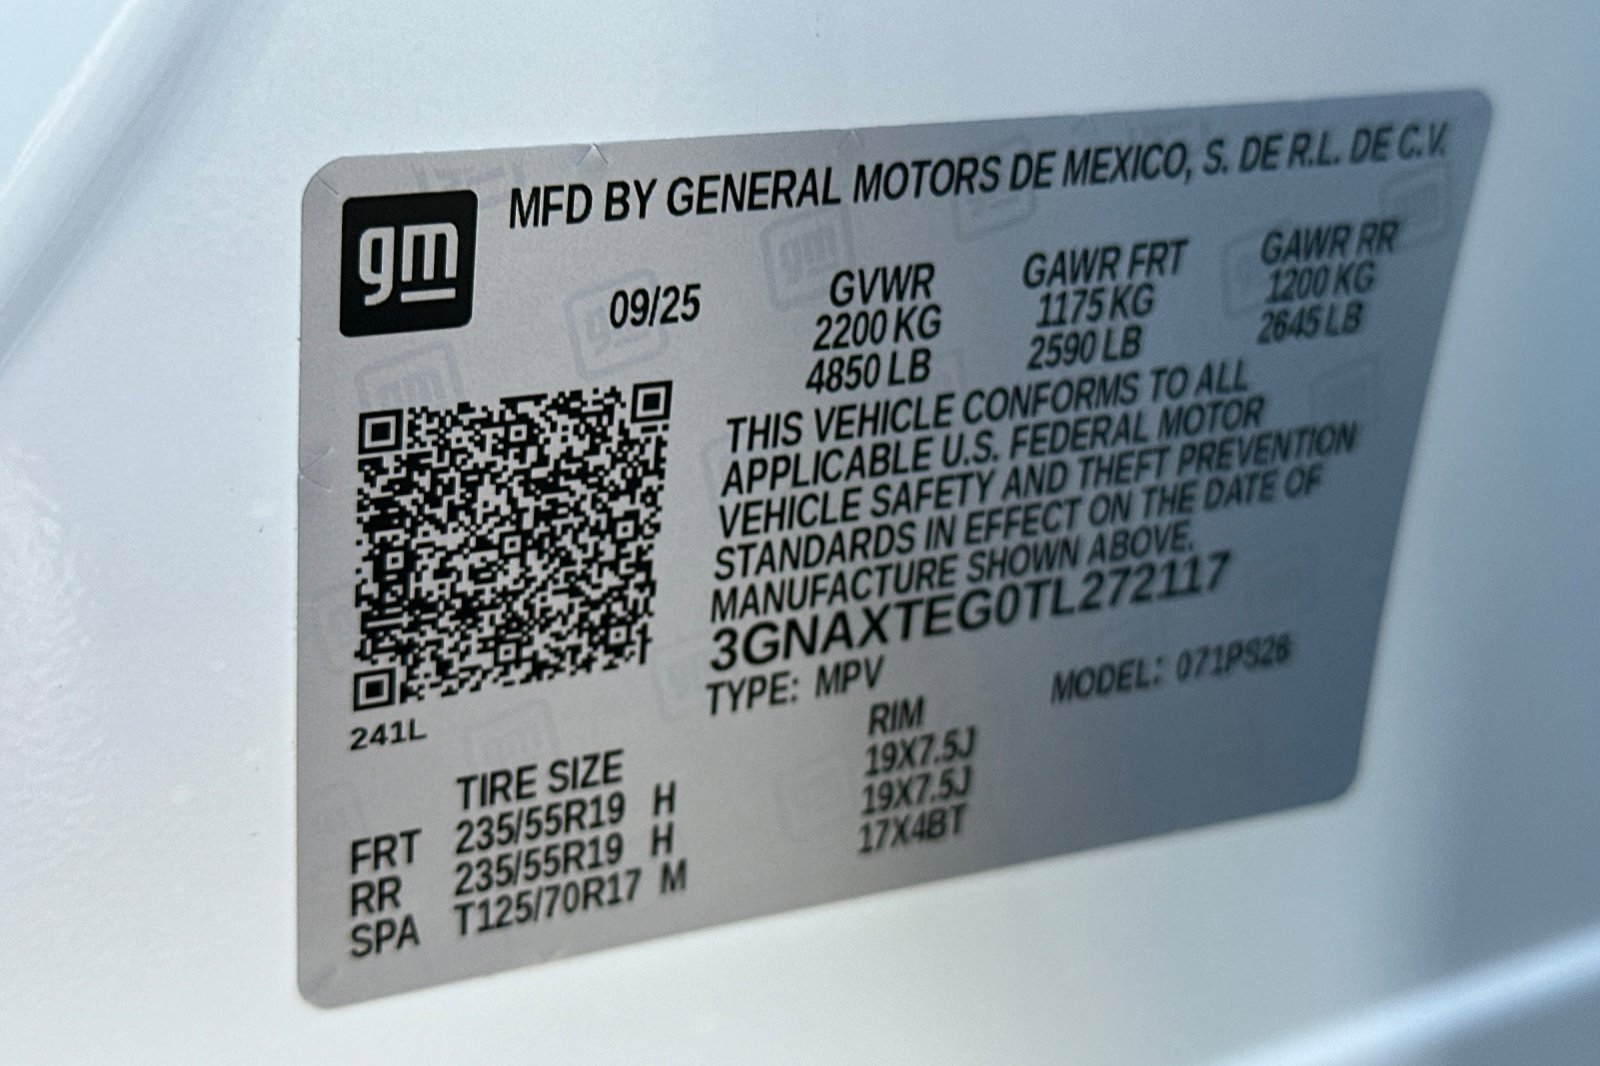 gm
MFD BY GENERAL MOTORS DE MEXICO, S. DE R.L. DE C.V.
09/25
GVWR GAWR FRT GAWR RR
2200 KG 1175 KG 1200 KG
4850 LB 2590 LB 2645 LB
THIS VEHICLE CONFORMS TO ALL
APPLICABLE U.S. FEDERAL MOTOR
VEHICLE SAFETY AND THEFT PREVENTION
STANDARDS IN EFFECT ON THE DATE OF
MANUFACTURE SHOWN ABOVE.
3GNAXTEG0TL272117
TYPE: MPV MODEL: 071PS26
241L
TIRE SIZE RIM
FRT 235/55R19 H 19X7.5J
RR 235/55R19 H 19X7.5J
SPA T125/70R17 M 17X4BT